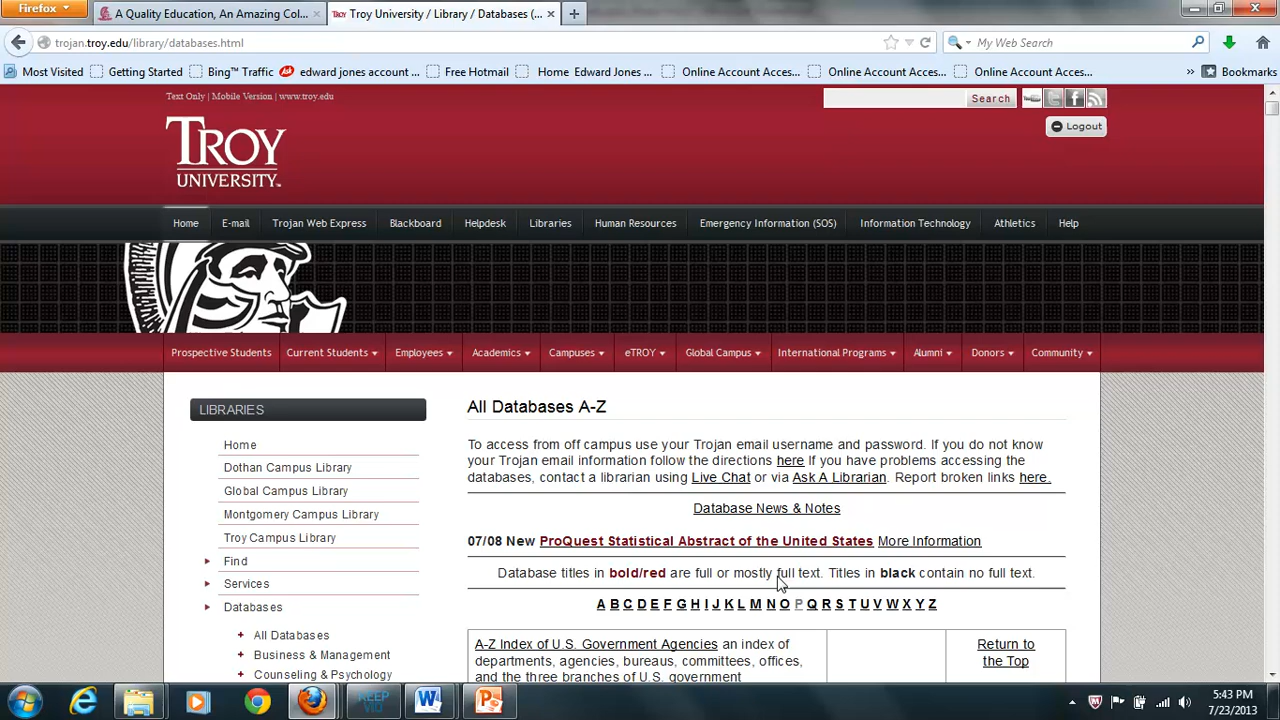 Firefox
A Quality Education, An Amazing Col...
Troy University / Library / Databases (...
trojan.troy.edu/library/databases.html
My Web Search
Most Visited
Getting Started
Bing™ Traffic
Ask
edward jones account ...
Free Hotmail
Home Edward Jones ...
Online Account Acces...
Online Account Acces...
Online Account Acces...
»
Bookmarks
Text Only | Mobile Version | www.troy.edu
Search
Logout
TROY
UNIVERSITY.
Home
E-mail
Trojan Web Express
Blackboard
Helpdesk
Libraries
Human Resources
Emergency Information (SOS)
Information Technology
Athletics
Help
Prospective Students
Current Students
Employees
Academics
Campuses
eTROY
Global Campus
International Programs
Alumni
Donors
Community
LIBRARIES
Home
Dothan Campus Library
Global Campus Library
Montgomery Campus Library
Troy Campus Library
Find
Services
Databases
All Databases
Business & Management
Counseling & Psychology
All Databases A-Z
To access from off campus use your Trojan email username and password. If you do not know
your Trojan email information follow the directions here If you have problems accessing the
databases, contact a librarian using Live Chat or via Ask A Librarian. Report broken links here.
Database News & Notes
07/08 New ProQuest Statistical Abstract of the United States More Information
Database titles in bold/red are full or mostly full text. Titles in black contain no full text.
A B C D E F G H I J K L M N O P Q R S T U V W X Y Z
A-Z Index of U.S. Government Agencies an index of
departments, agencies, bureaus, committees, offices,
and the three branches of U.S. government
Return to
the Top
KEEP
VID
5:43 PM
7/23/2013